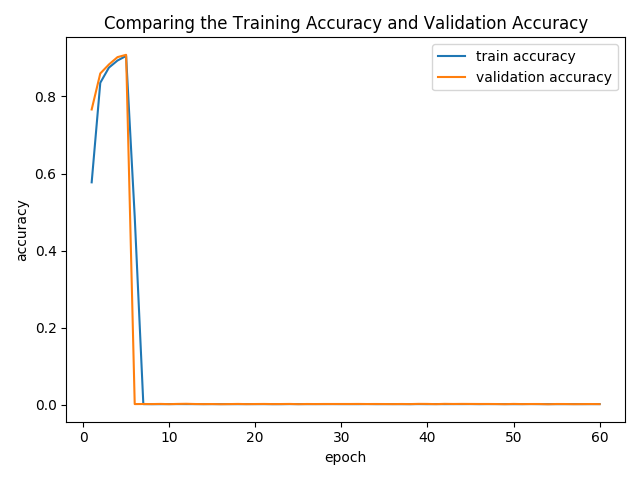 Comparing the Training Accuracy and Validation Accuracy
train accuracy
validation accuracy
accuracy
0.8
0.6
0.4
0.2
0.0
0 10 20 30 40 50 60
epoch